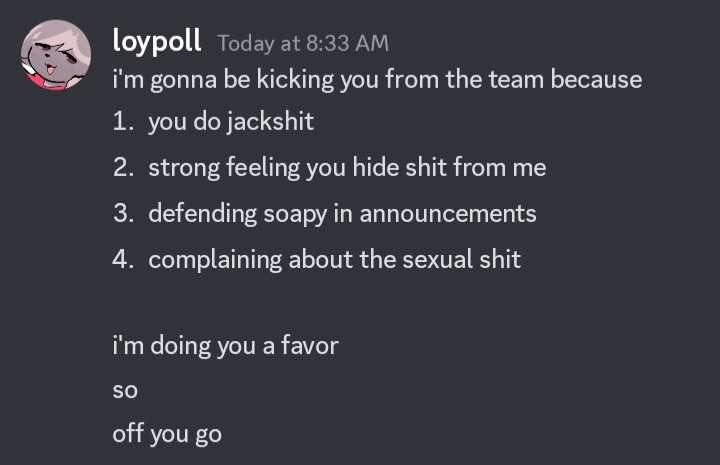 loypoll Today at 8:33 AM
i'm gonna be kicking you from the team because
1. you do jackshit
2. strong feeling you hide shit from me
3. defending soapy in announcements
4. complaining about the sexual shit
i'm doing you a favor
so
off you go